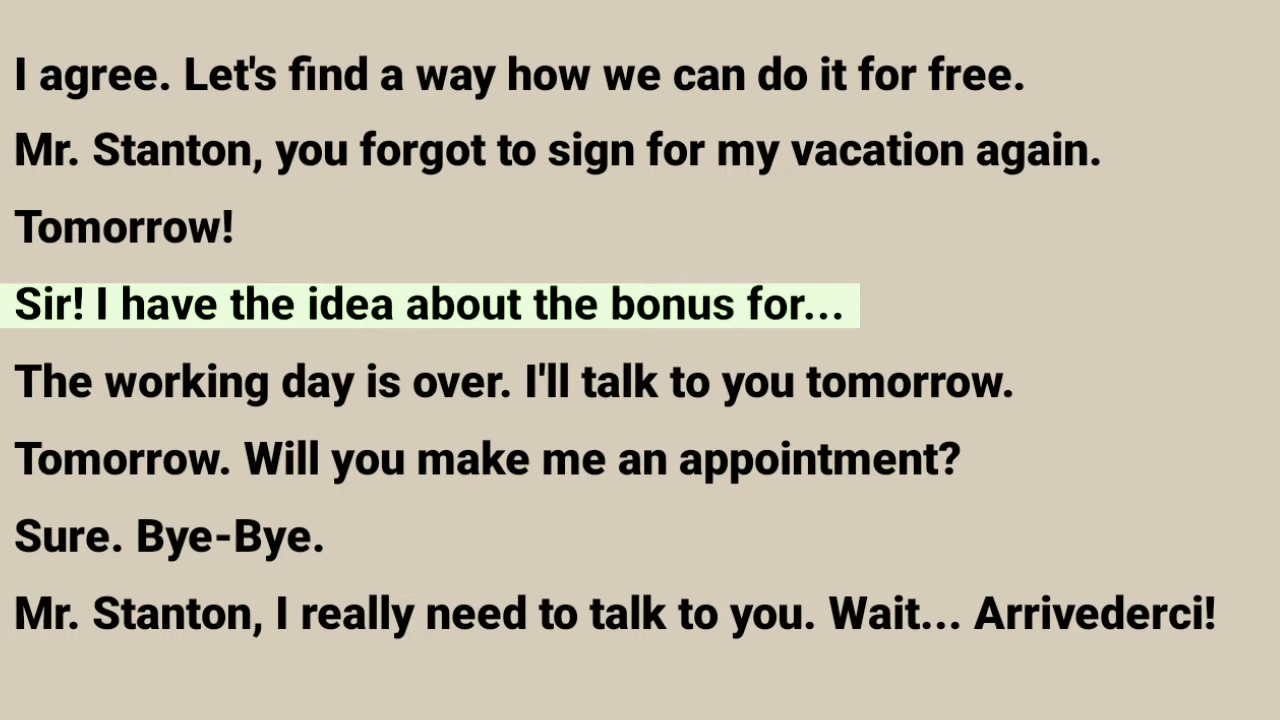 I agree. Let's find a way how we can do it for free.
Mr. Stanton, you forgot to sign for my vacation again.
Tomorrow!
Sir! I have the idea about the bonus for...
The working day is over. I'll talk to you tomorrow.
Tomorrow. Will you make me an appointment?
Sure. Bye-Bye.
Mr. Stanton, I really need to talk to you. Wait... Arrivederci!